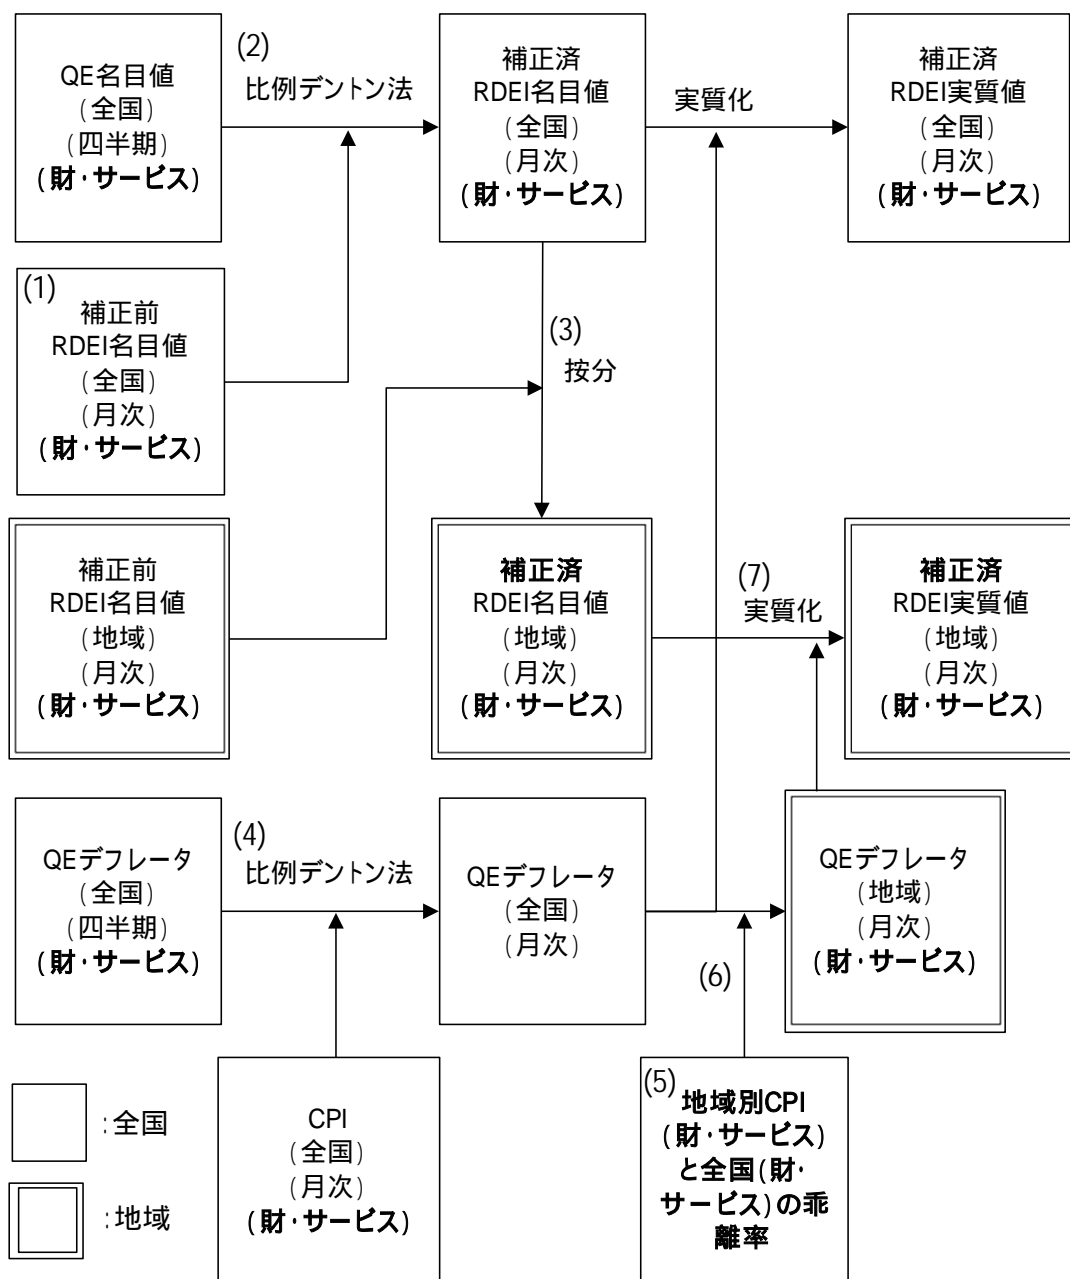 QE名目値
(全国)
(四半期)
(財・サービス)
(2)
比例デントン法
補正済
RDEI名目値
(全国)
(月次)
(財・サービス)
実質化
補正済
RDEI実質値
(全国)
(月次)
(財・サービス)
(1)
補正前
RDEI名目値
(全国)
(月次)
(財・サービス)
(3)
按分
補正前
RDEI名目値
(地域)
(月次)
(財・サービス)
補正済
RDEI名目値
(地域)
(月次)
(財・サービス)
(7)
実質化
補正済
RDEI実質値
(地域)
(月次)
(財・サービス)
QEデフレータ
(全国)
(四半期)
(財・サービス)
(4)
比例デントン法
QEデフレータ
(全国)
(月次)
(6)
QEデフレータ
(地域)
(月次)
(財・サービス)
:全国
:地域
CPI
(全国)
(月次)
(財・サービス)
(5)
地域別CPI
(財・サービス)
と全国(財・
サービス)の乖
離率